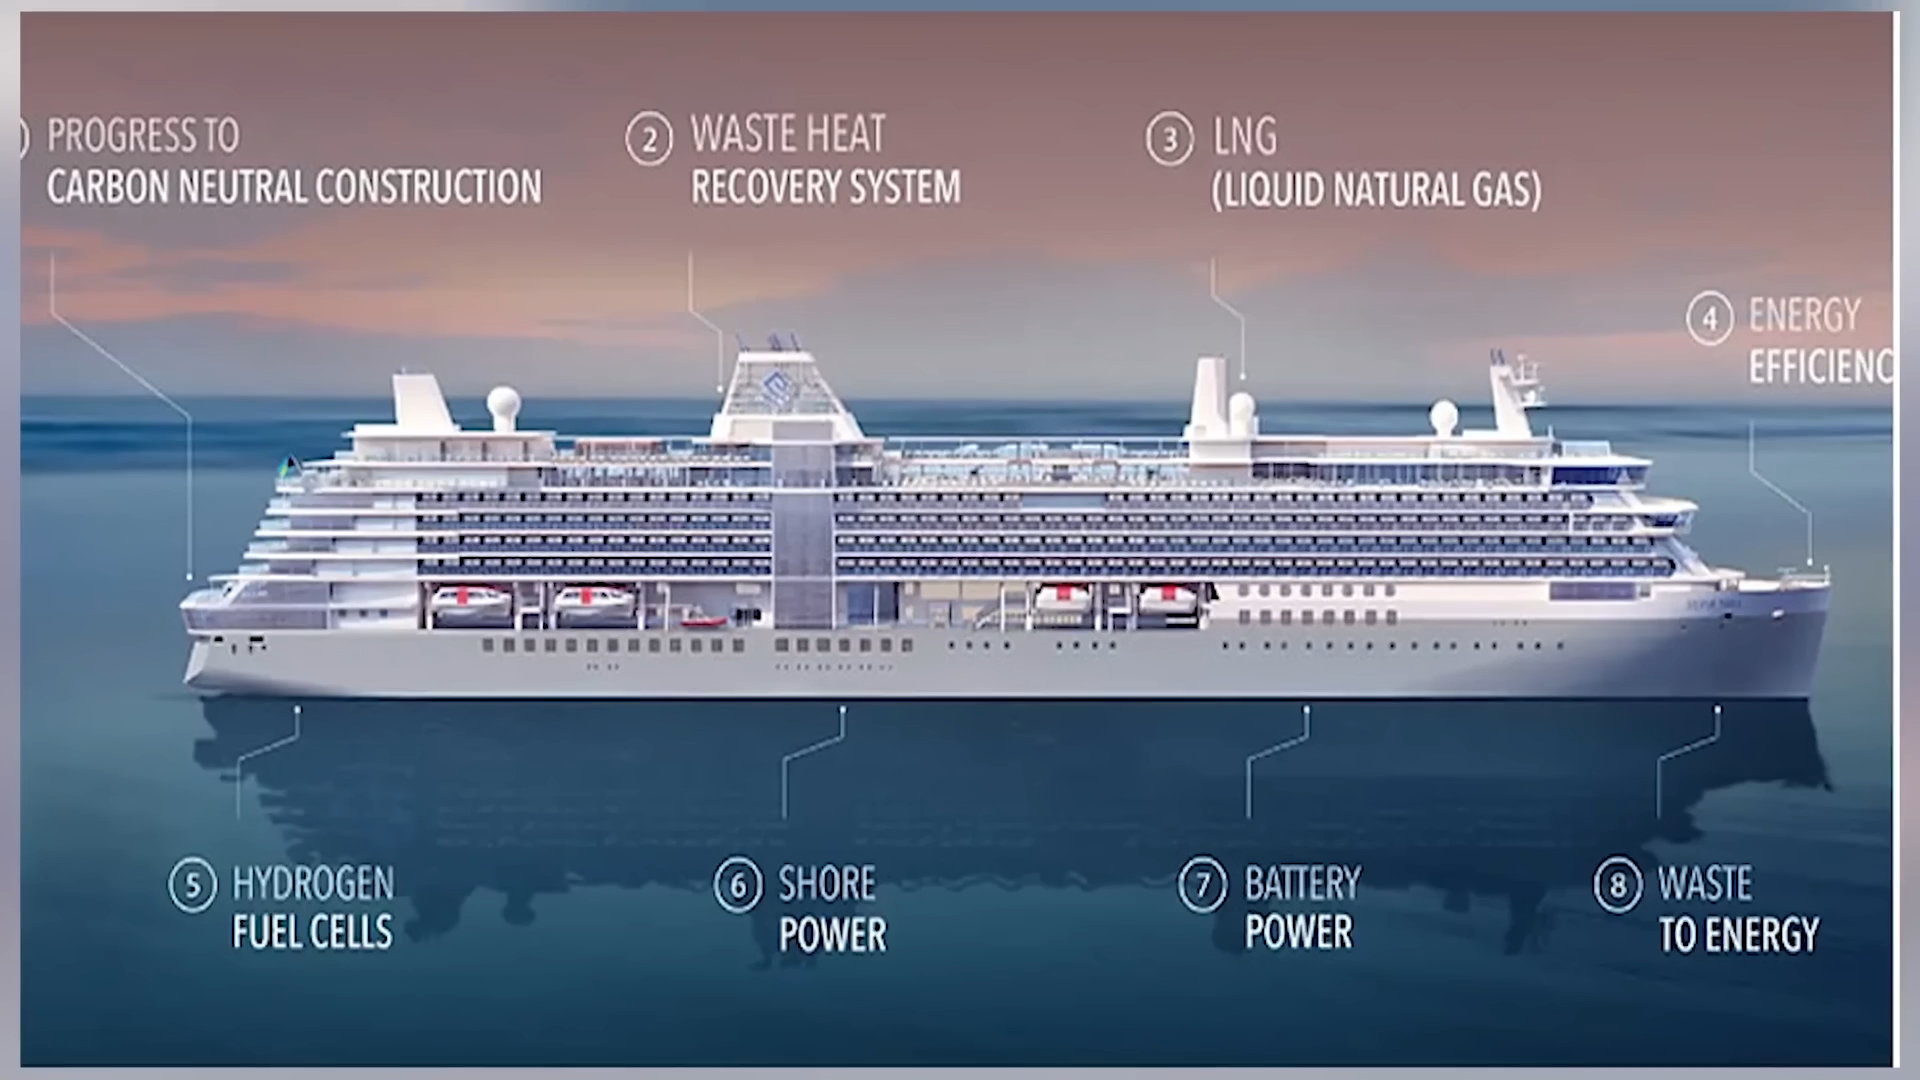 PROGRESS TO
CARBON NEUTRAL CONSTRUCTION
2 WASTE HEAT
RECOVERY SYSTEM
3 LNG
(LIQUID NATURAL GAS)
4 ENERGY
EFFICIENC
5 HYDROGEN
FUEL CELLS
6 SHORE
POWER
7 BATTERY
POWER
8 WASTE
TO ENERGY